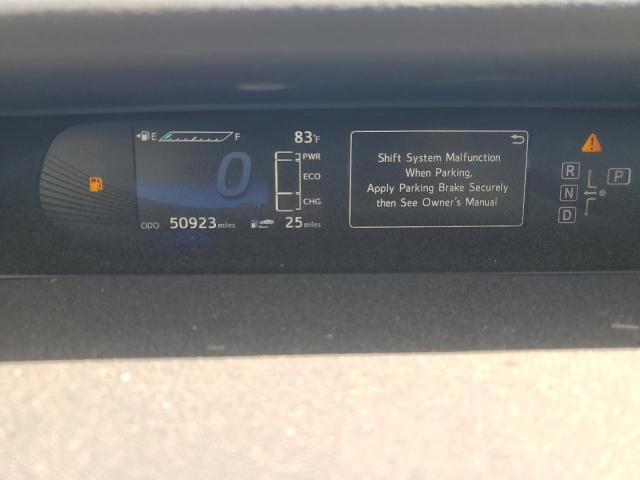 E F 83°F
0
PWR
ECO
CHG
ODO 50923 miles 25 miles
Shift System Malfunction
When Parking,
Apply Parking Brake Securely
then See Owner's Manual
R
P
N
D